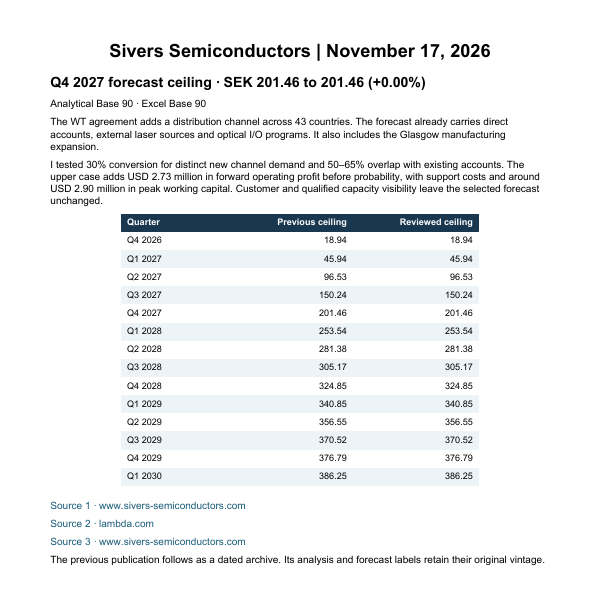 Sivers Semiconductors | November 17, 2026
Q4 2027 forecast ceiling · SEK 201.46 to 201.46 (+0.00%)
Analytical Base 90 · Excel Base 90
The WT agreement adds a distribution channel across 43 countries. The forecast already carries direct
accounts, external laser sources and optical I/O programs. It also includes the Glasgow manufacturing
expansion.
I tested 30% conversion for distinct new channel demand and 50–65% overlap with existing accounts. The
upper case adds USD 2.73 million in forward operating profit before probability, with support costs and around
USD 2.90 million in peak working capital. Customer and qualified capacity visibility leave the selected forecast
unchanged.
Quarter Previous ceiling Reviewed ceiling
Q4 2026 18.94 18.94
Q1 2027 45.94 45.94
Q2 2027 96.53 96.53
Q3 2027 150.24 150.24
Q4 2027 201.46 201.46
Q1 2028 253.54 253.54
Q2 2028 281.38 281.38
Q3 2028 305.17 305.17
Q4 2028 324.85 324.85
Q1 2029 340.85 340.85
Q2 2029 356.55 356.55
Q3 2029 370.52 370.52
Q4 2029 376.79 376.79
Q1 2030 386.25 386.25
Source 1 · www.sivers-semiconductors.com
Source 2 · lambda.com
Source 3 · www.sivers-semiconductors.com
The previous publication follows as a dated archive. Its analysis and forecast labels retain their original vintage.